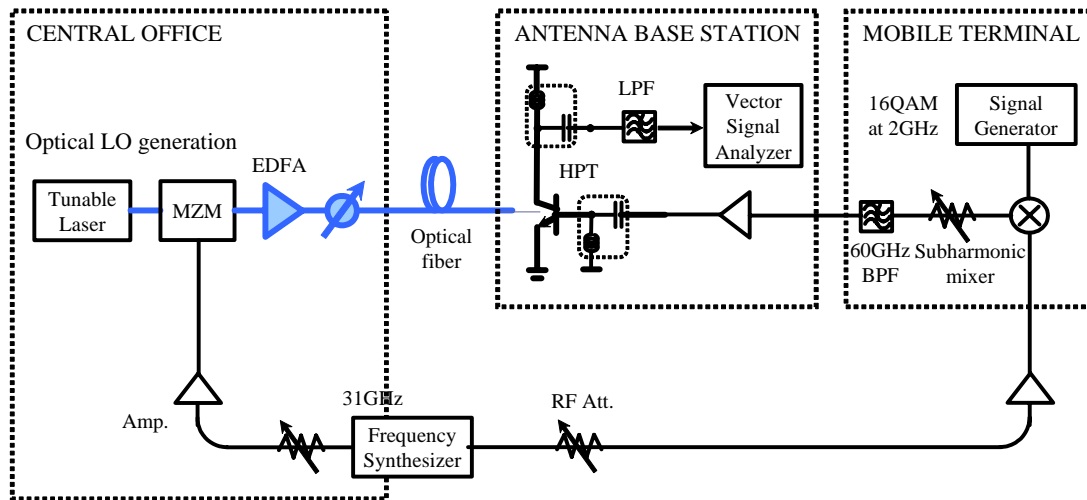 CENTRAL OFFICE
Optical LO generation
Tunable
Laser
MZM
EDFA
Optical
fiber
Amp.
31GHz
Frequency
Synthesizer
RF Att.
ANTENNA BASE STATION
LPF
Vector
Signal
Analyzer
HPT
MOBILE TERMINAL
16QAM
at 2GHz
Signal
Generator
60GHz
BPF
Subharmonic
mixer